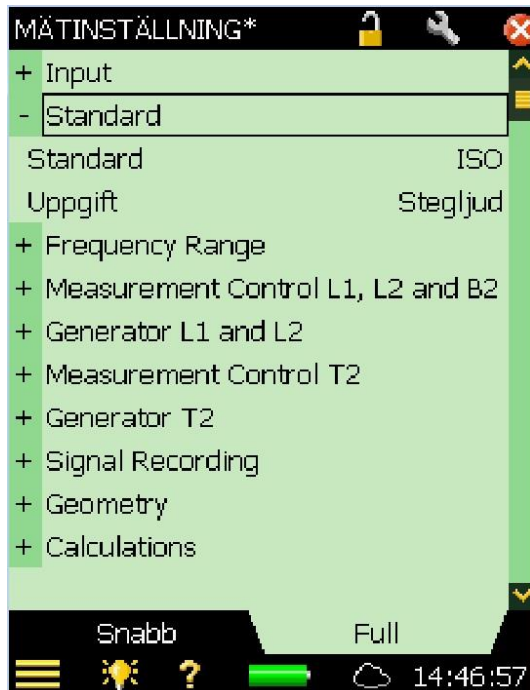 MÄTINSTÄLLNING*
+ Input
- Standard
Standard ISO
Uppgift Stegljud
+ Frequency Range
+ Measurement Control L1, L2 and B2
+ Generator L1 and L2
+ Measurement Control T2
+ Generator T2
+ Signal Recording
+ Geometry
+ Calculations
Snabb Full
? 14:46:57